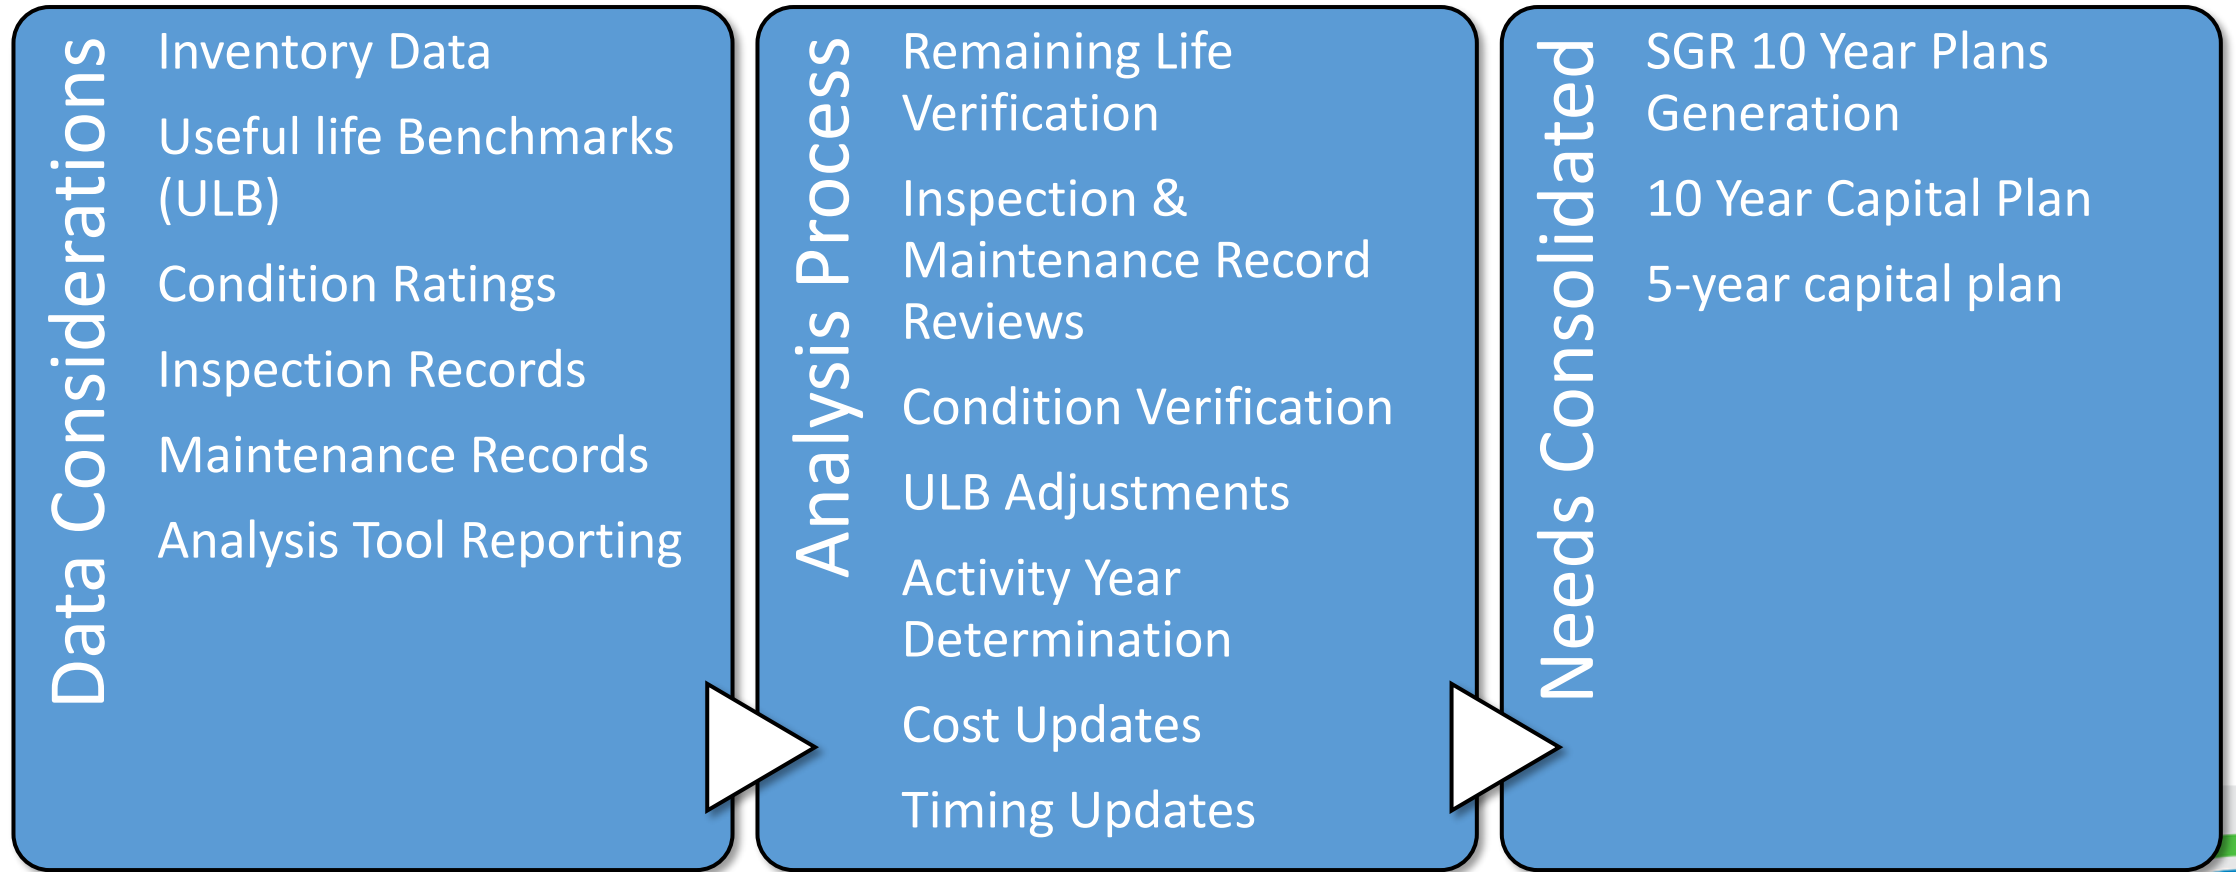 Data Considerations
Inventory Data
Useful life Benchmarks
(ULB)
Condition Ratings
Inspection Records
Maintenance Records
Analysis Tool Reporting
Analysis Process
Remaining Life
Verification
Inspection &
Maintenance Record
Reviews
Condition Verification
ULB Adjustments
Activity Year
Determination
Cost Updates
Timing Updates
Needs Consolidated
SGR 10 Year Plans
Generation
10 Year Capital Plan
5-year capital plan